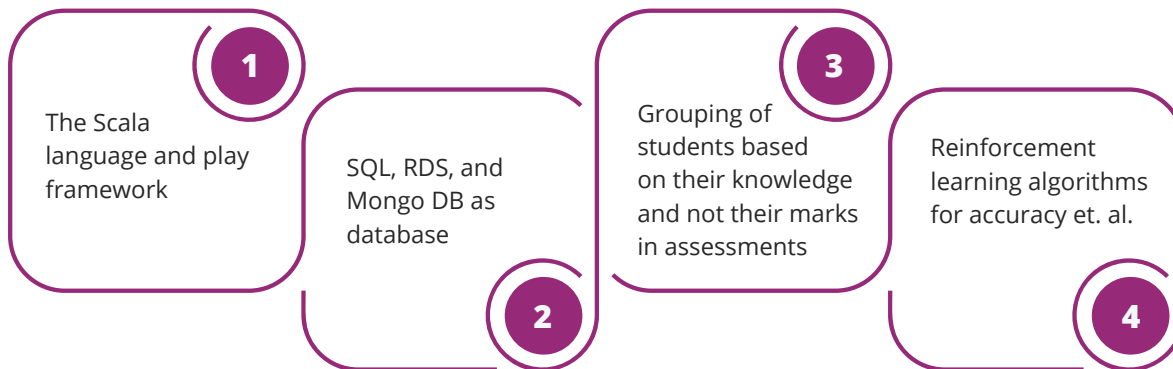 1
The Scala
language and play
framework
SQL, RDS, and
Mongo DB as
database
2
3
Grouping of
students based
on their knowledge
and not their marks
in assessments
Reinforcement
learning algorithms
for accuracy et. al.
4